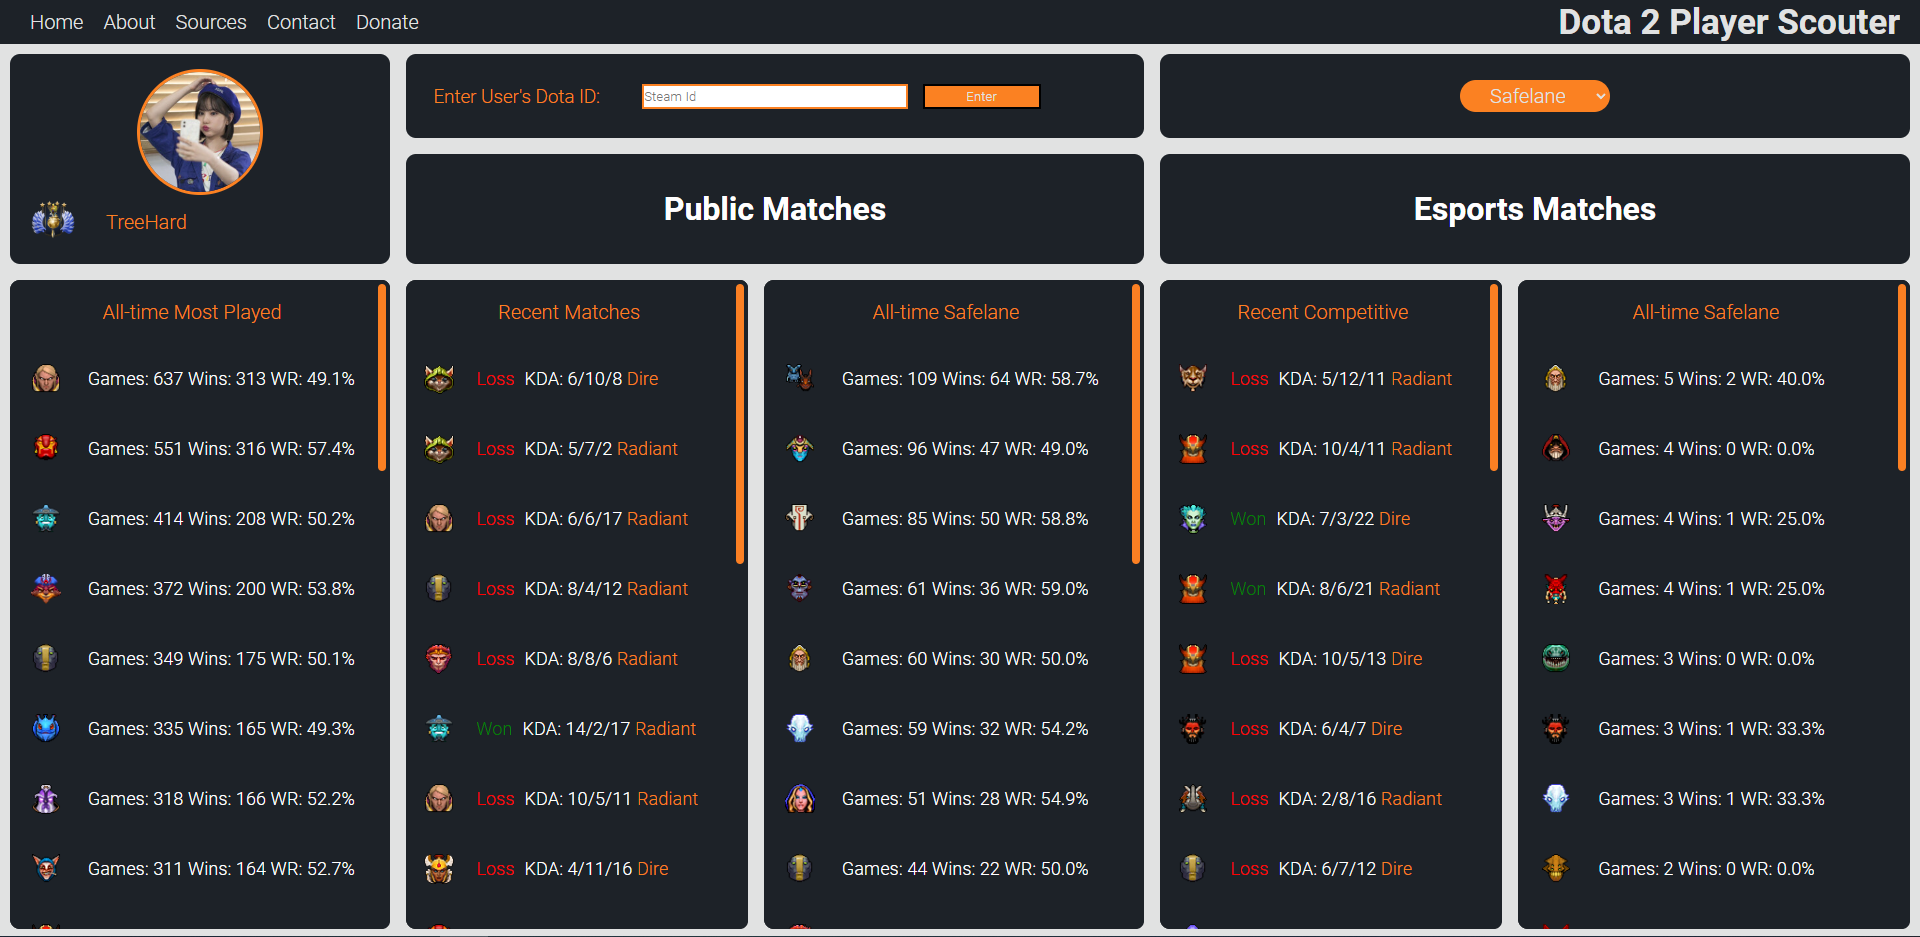 Home About Sources Contact Donate
Dota 2 Player Scouter
TreeHard
Enter User's Dota ID: Steam Id Enter
Safelane
Public Matches
Esports Matches
All-time Most Played
Games: 637 Wins: 313 WR: 49.1%
Games: 551 Wins: 316 WR: 57.4%
Games: 414 Wins: 208 WR: 50.2%
Games: 372 Wins: 200 WR: 53.8%
Games: 349 Wins: 175 WR: 50.1%
Games: 335 Wins: 165 WR: 49.3%
Games: 318 Wins: 166 WR: 52.2%
Games: 311 Wins: 164 WR: 52.7%
Recent Matches
Loss KDA: 6/10/8 Dire
Loss KDA: 5/7/2 Radiant
Loss KDA: 6/6/17 Radiant
Loss KDA: 8/4/12 Radiant
Loss KDA: 8/8/6 Radiant
Won KDA: 14/2/17 Radiant
Loss KDA: 10/5/11 Radiant
Loss KDA: 4/11/16 Dire
All-time Safelane
Games: 109 Wins: 64 WR: 58.7%
Games: 96 Wins: 47 WR: 49.0%
Games: 85 Wins: 50 WR: 58.8%
Games: 61 Wins: 36 WR: 59.0%
Games: 60 Wins: 30 WR: 50.0%
Games: 59 Wins: 32 WR: 54.2%
Games: 51 Wins: 28 WR: 54.9%
Games: 44 Wins: 22 WR: 50.0%
Recent Competitive
Loss KDA: 5/12/11 Radiant
Loss KDA: 10/4/11 Radiant
Won KDA: 7/3/22 Dire
Won KDA: 8/6/21 Radiant
Loss KDA: 10/5/13 Dire
Loss KDA: 6/4/7 Dire
Loss KDA: 2/8/16 Radiant
Loss KDA: 6/7/12 Dire
All-time Safelane
Games: 5 Wins: 2 WR: 40.0%
Games: 4 Wins: 0 WR: 0.0%
Games: 4 Wins: 1 WR: 25.0%
Games: 4 Wins: 1 WR: 25.0%
Games: 3 Wins: 0 WR: 0.0%
Games: 3 Wins: 1 WR: 33.3%
Games: 3 Wins: 1 WR: 33.3%
Games: 2 Wins: 0 WR: 0.0%